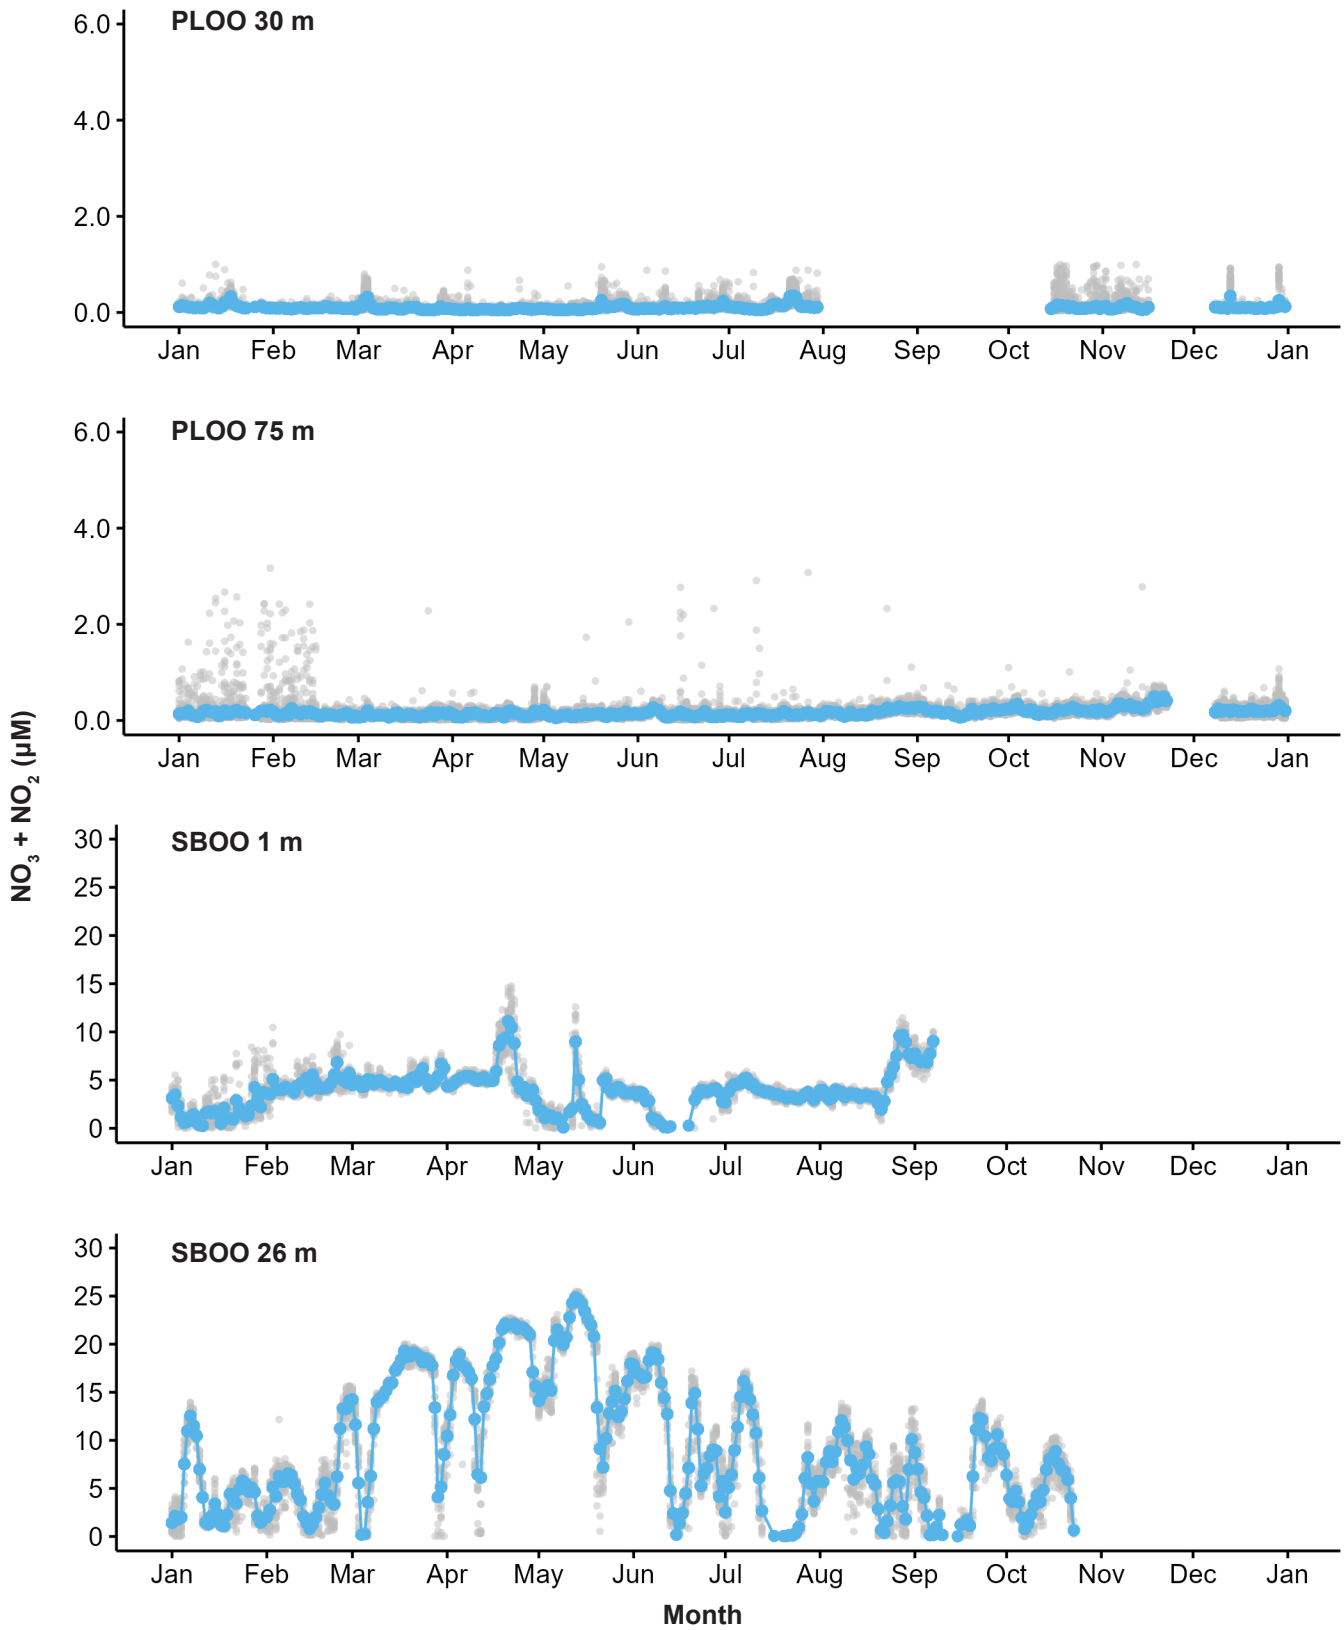 PLOO 30 m
6.0
4.0
2.0
0.0
Jan Feb Mar Apr May Jun Jul Aug Sep Oct Nov Dec Jan
PLOO 75 m
6.0
4.0
2.0
0.0
Jan Feb Mar Apr May Jun Jul Aug Sep Oct Nov Dec Jan
NO₃ + NO₂ (µM)
SBOO 1 m
30
25
20
15
10
5
0
Jan Feb Mar Apr May Jun Jul Aug Sep Oct Nov Dec Jan
SBOO 26 m
30
25
20
15
10
5
0
Jan Feb Mar Apr May Jun Jul Aug Sep Oct Nov Dec Jan
Month